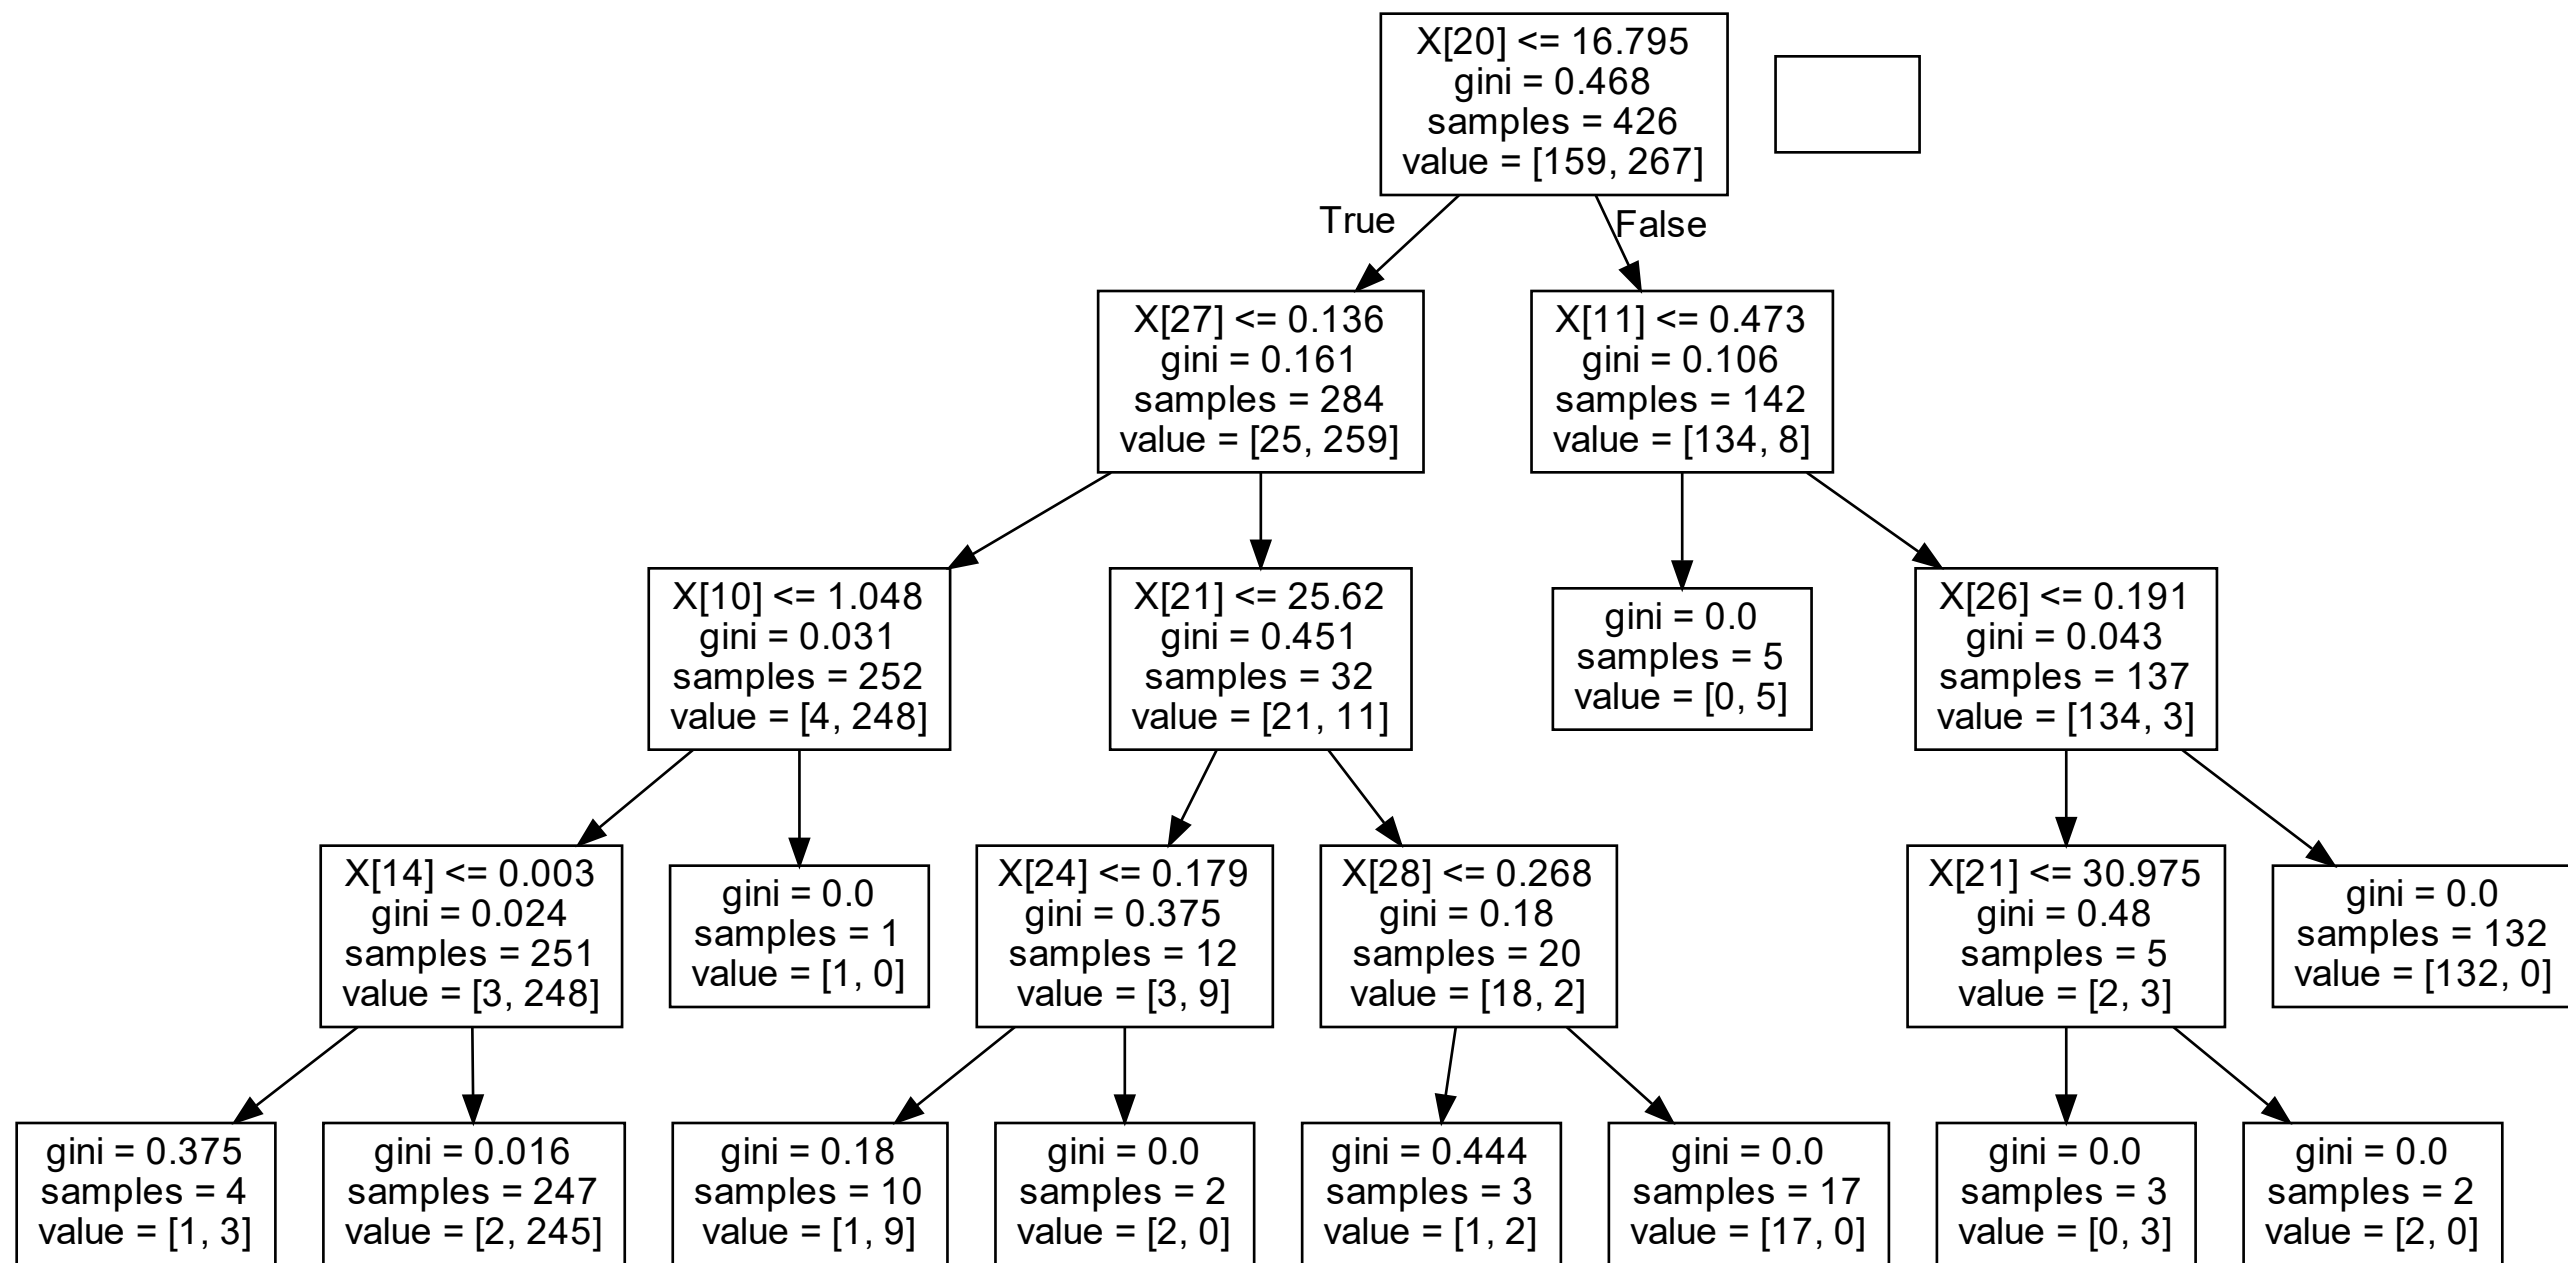 X[20] <= 16.795
gini = 0.468
samples = 426
value = [159, 267]
True
False
X[27] <= 0.136
gini = 0.161
samples = 284
value = [25, 259]
X[11] <= 0.473
gini = 0.106
samples = 142
value = [134, 8]
X[10] <= 1.048
gini = 0.031
samples = 252
value = [4, 248]
X[21] <= 25.62
gini = 0.451
samples = 32
value = [21, 11]
gini = 0.0
samples = 5
value = [0, 5]
X[26] <= 0.191
gini = 0.043
samples = 137
value = [134, 3]
X[14] <= 0.003
gini = 0.024
samples = 251
value = [3, 248]
gini = 0.0
samples = 1
value = [1, 0]
X[24] <= 0.179
gini = 0.375
samples = 12
value = [3, 9]
X[28] <= 0.268
gini = 0.18
samples = 20
value = [18, 2]
X[21] <= 30.975
gini = 0.48
samples = 5
value = [2, 3]
gini = 0.0
samples = 132
value = [132, 0]
gini = 0.375
samples = 4
value = [1, 3]
gini = 0.016
samples = 247
value = [2, 245]
gini = 0.18
samples = 10
value = [1, 9]
gini = 0.0
samples = 2
value = [2, 0]
gini = 0.444
samples = 3
value = [1, 2]
gini = 0.0
samples = 17
value = [17, 0]
gini = 0.0
samples = 3
value = [0, 3]
gini = 0.0
samples = 2
value = [2, 0]